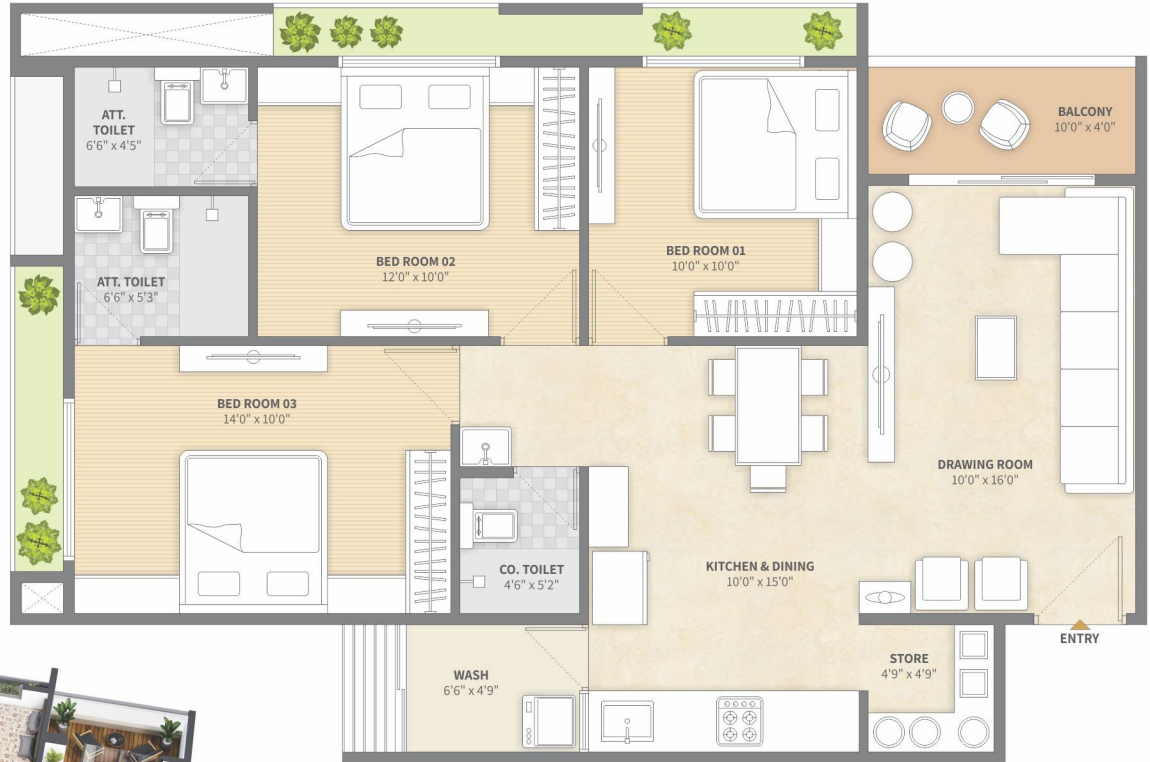 ATT.
TOILET
6'6" x 4'5"
BALCONY
10'0" x 4'0"
BED ROOM 02
12'0" x 10'0"
BED ROOM 01
10'0" x 10'0"
ATT. TOILET
6'6" x 5'3"
BED ROOM 03
14'0" x 10'0"
DRAWING ROOM
10'0" x 16'0"
CO. TOILET
4'6" x 5'2"
KITCHEN & DINING
10'0" x 15'0"
ENTRY
WASH
6'6" x 4'9"
STORE
4'9" x 4'9"